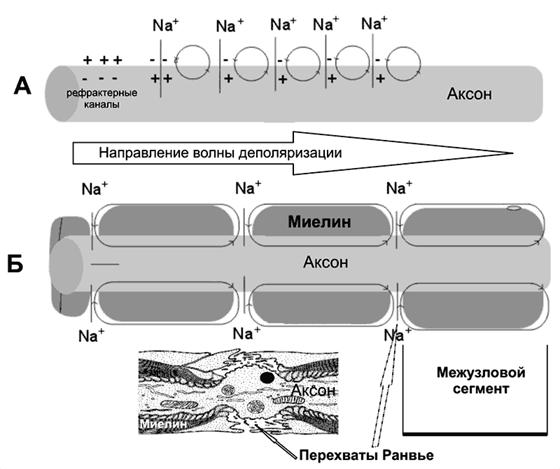 Na⁺ Na⁺ Na⁺ Na⁺ Na⁺
+ + + - - - - - -
А - - - + + + + + +
рефрактерные
каналы
Аксон
Направление волны деполяризации
Na⁺ Na⁺ Na⁺
Миелин
Б Аксон
Na⁺ Na⁺ Na⁺
Аксон
Миелин
Межузловой
сегмент
Перехваты Ранвье